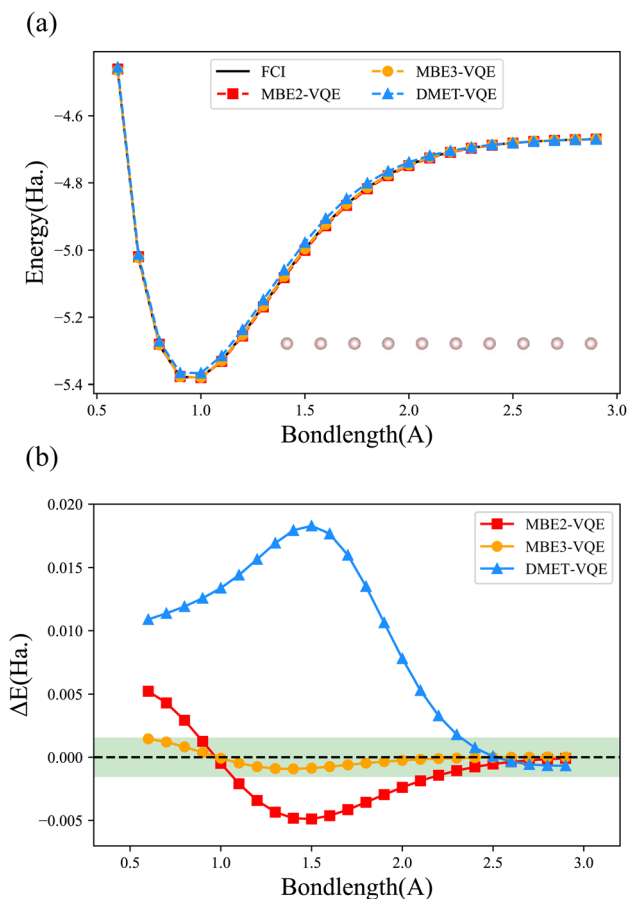 (a)
FCI
MBE2-VQE
MBE3-VQE
DMET-VQE
Energy(Ha.)
−4.6
−4.8
−5.0
−5.2
−5.4
0.5 1.0 1.5 2.0 2.5 3.0
Bondlength(A)
(b)
MBE2-VQE
MBE3-VQE
DMET-VQE
ΔE(Ha.)
0.020
0.015
0.010
0.005
0.000
−0.005
0.5 1.0 1.5 2.0 2.5 3.0
Bondlength(A)